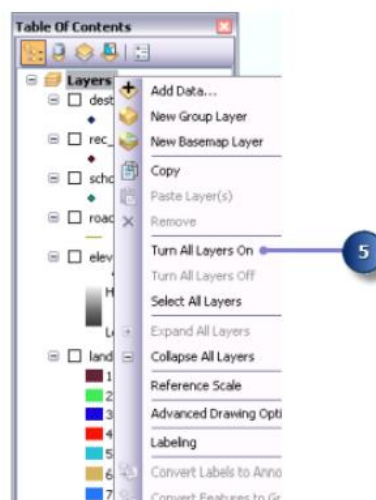 Table Of Contents
Layers
dest
rec_
scho
road
elev
H
Lo
land
1
2
3
4
5
6
7
Add Data...
New Group Layer
New Basemap Layer
Copy
Paste Layer(s)
Remove
Turn All Layers On
5
Turn All Layers Off
Select All Layers
Expand All Layers
Collapse All Layers
Reference Scale
Advanced Drawing Opti
Labeling
Convert Labels to Anno
Convert Features to Gr